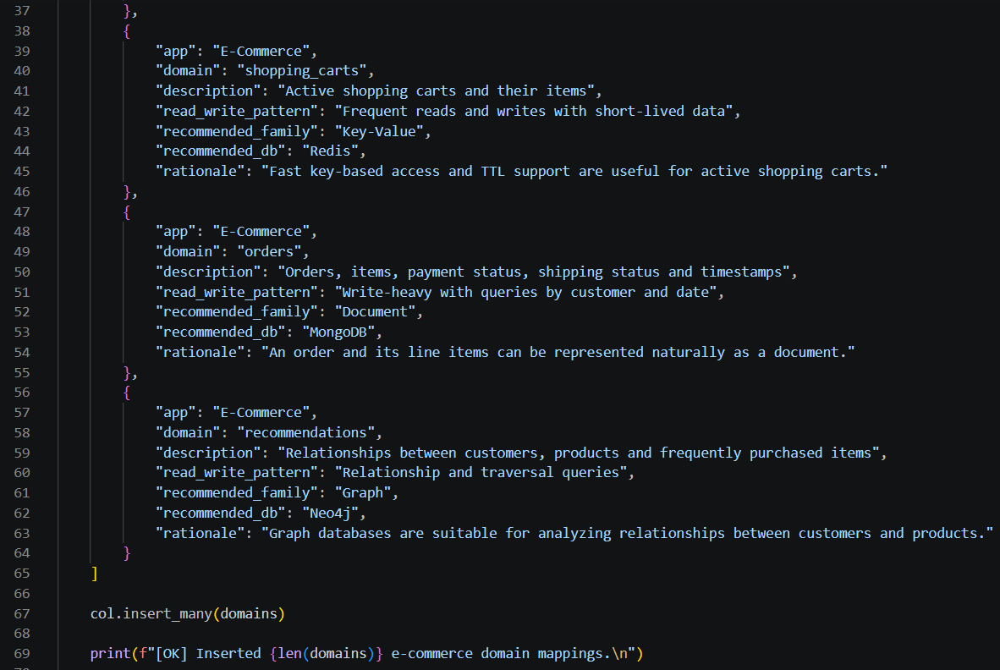 37 },
38 {
39 "app": "E-Commerce",
40 "domain": "shopping_carts",
41 "description": "Active shopping carts and their items",
42 "read_write_pattern": "Frequent reads and writes with short-lived data",
43 "recommended_family": "Key-Value",
44 "recommended_db": "Redis",
45 "rationale": "Fast key-based access and TTL support are useful for active shopping carts."
46 },
47 {
48 "app": "E-Commerce",
49 "domain": "orders",
50 "description": "Orders, items, payment status, shipping status and timestamps",
51 "read_write_pattern": "Write-heavy with queries by customer and date",
52 "recommended_family": "Document",
53 "recommended_db": "MongoDB",
54 "rationale": "An order and its line items can be represented naturally as a document."
55 },
56 {
57 "app": "E-Commerce",
58 "domain": "recommendations",
59 "description": "Relationships between customers, products and frequently purchased items",
60 "read_write_pattern": "Relationship and traversal queries",
61 "recommended_family": "Graph",
62 "recommended_db": "Neo4j",
63 "rationale": "Graph databases are suitable for analyzing relationships between customers and products."
64 }
65 ]
66
67 col.insert_many(domains)
68
69 print(f"[OK] Inserted {len(domains)} e-commerce domain mappings.\n")